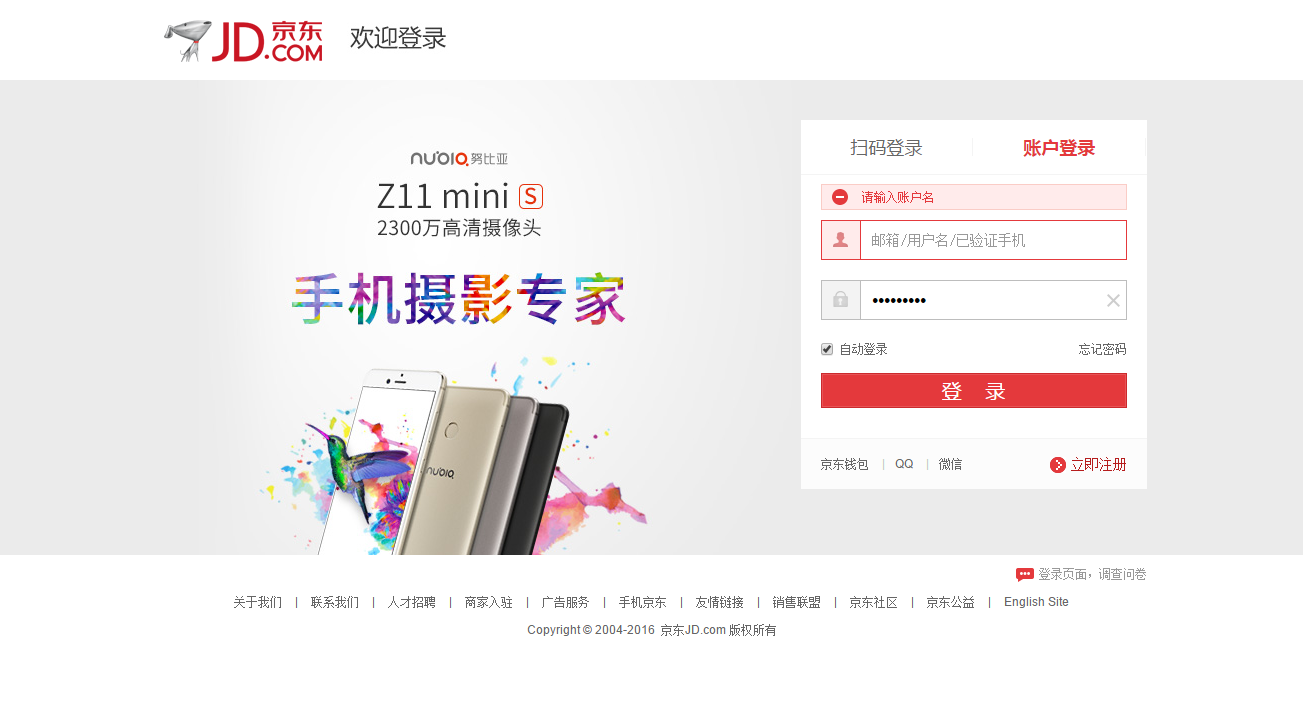 JD.COM 京东 欢迎登录
nubia 努比亚
Z11 mini S
2300万高清摄像头
手机摄影专家
nubia
扫码登录 账户登录
请输入账户名
邮箱/用户名/已验证手机
•••••••••
自动登录 忘记密码
登 录
京东钱包 | QQ | 微信 立即注册
登录页面，调查问卷
关于我们 | 联系我们 | 人才招聘 | 商家入驻 | 广告服务 | 手机京东 | 友情链接 | 销售联盟 | 京东社区 | 京东公益 | English Site
Copyright © 2004-2016 京东JD.com 版权所有